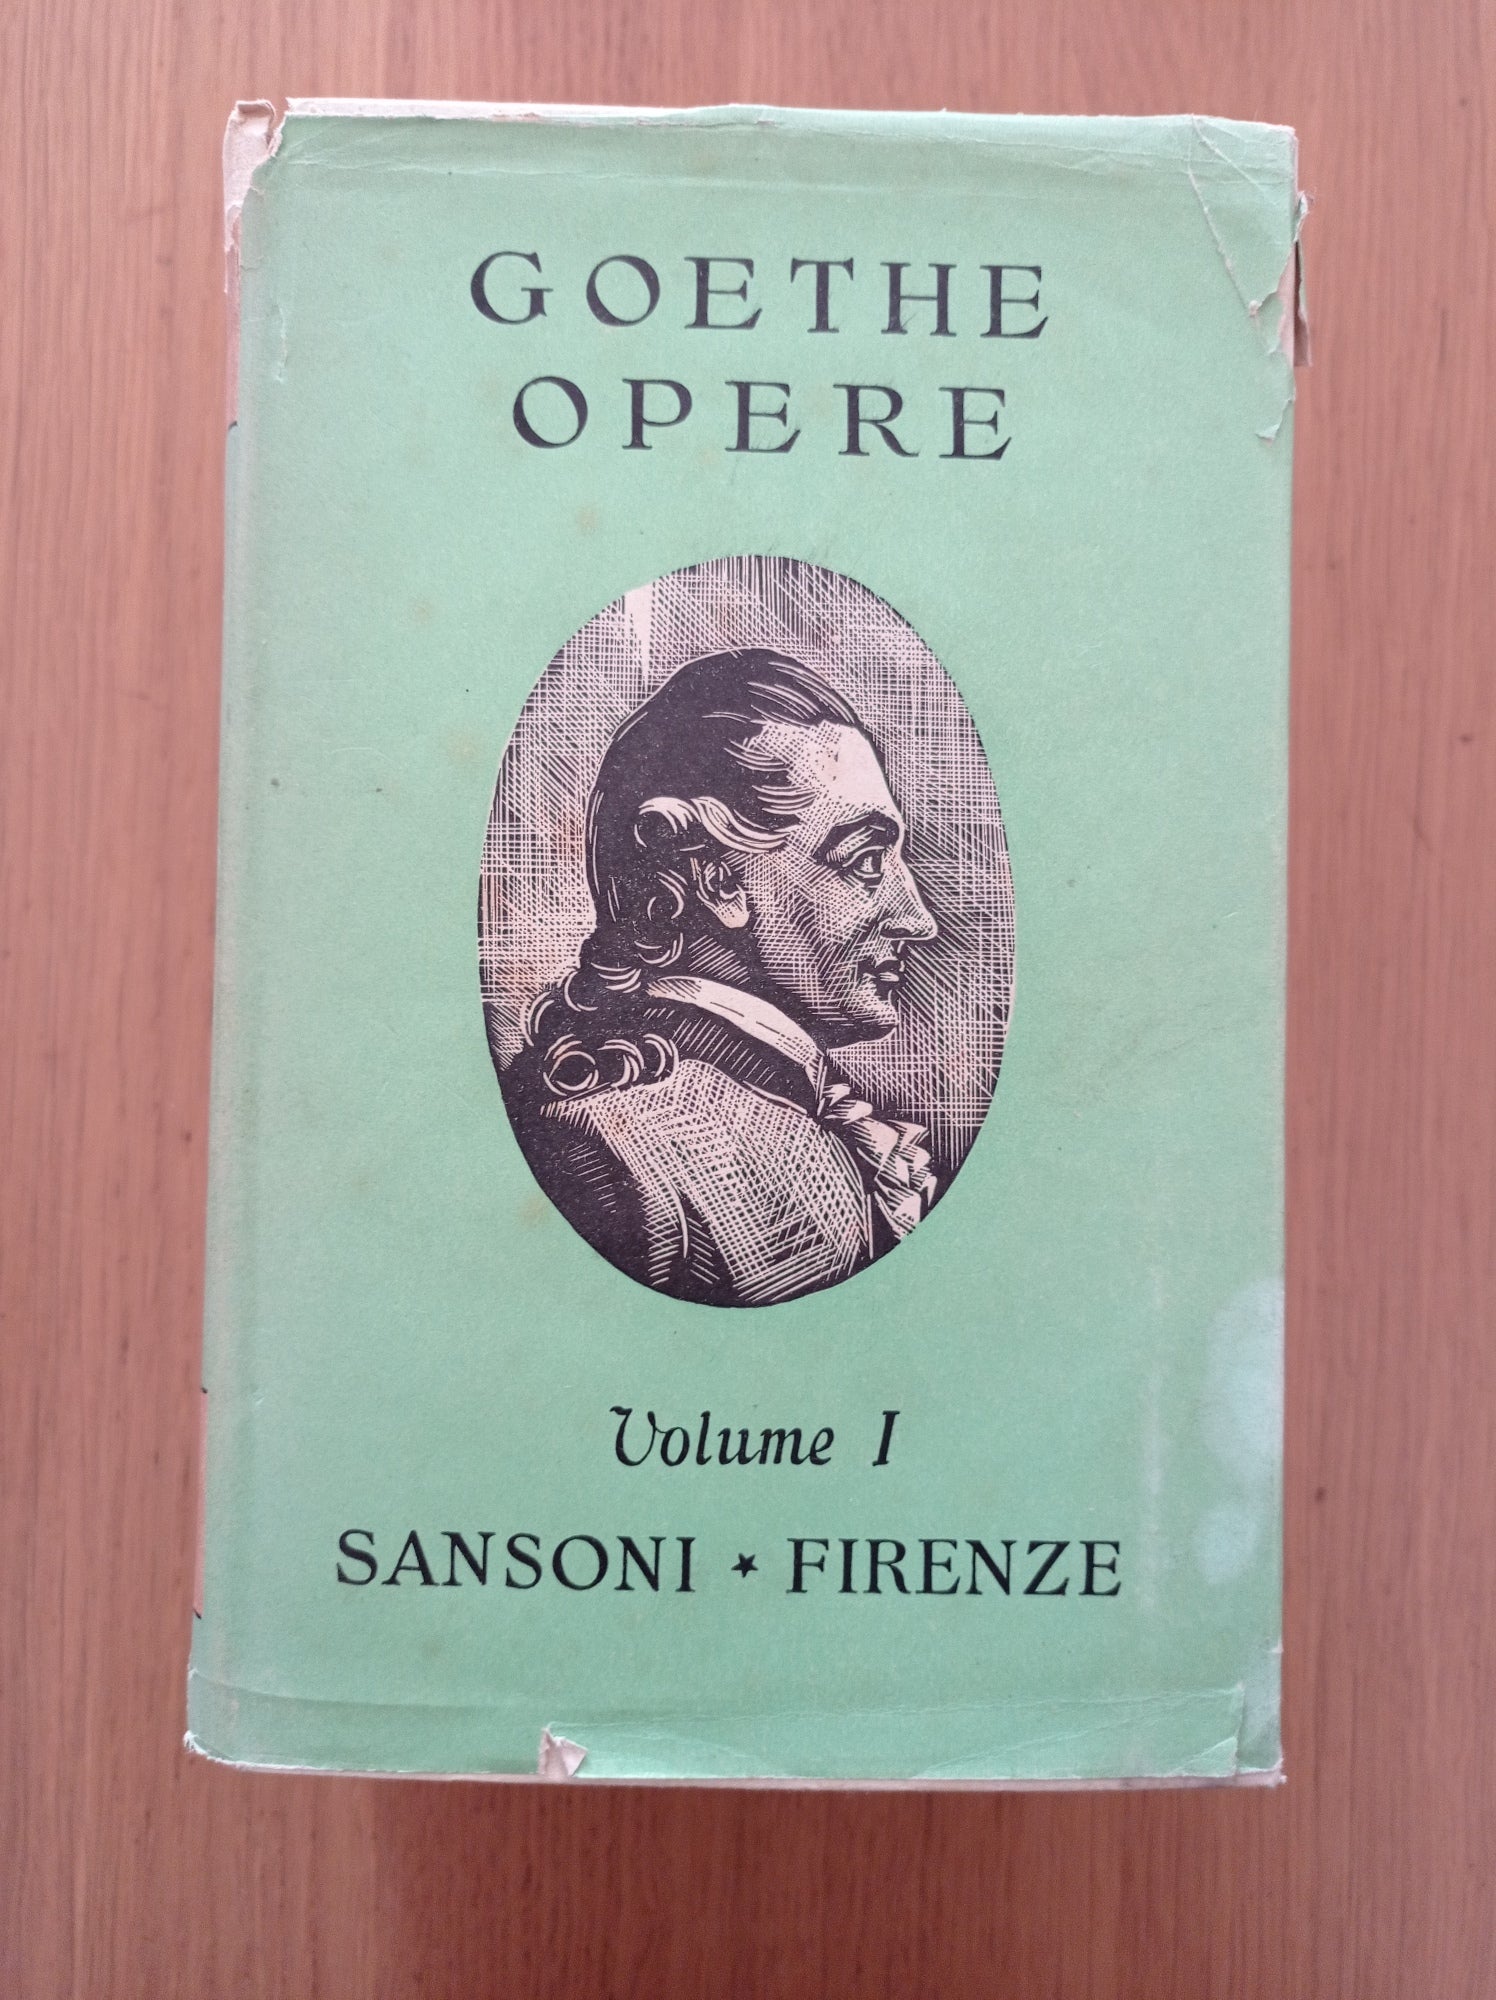 GOETHE
OPERE
Volume I
SANSONI ★ FIRENZE